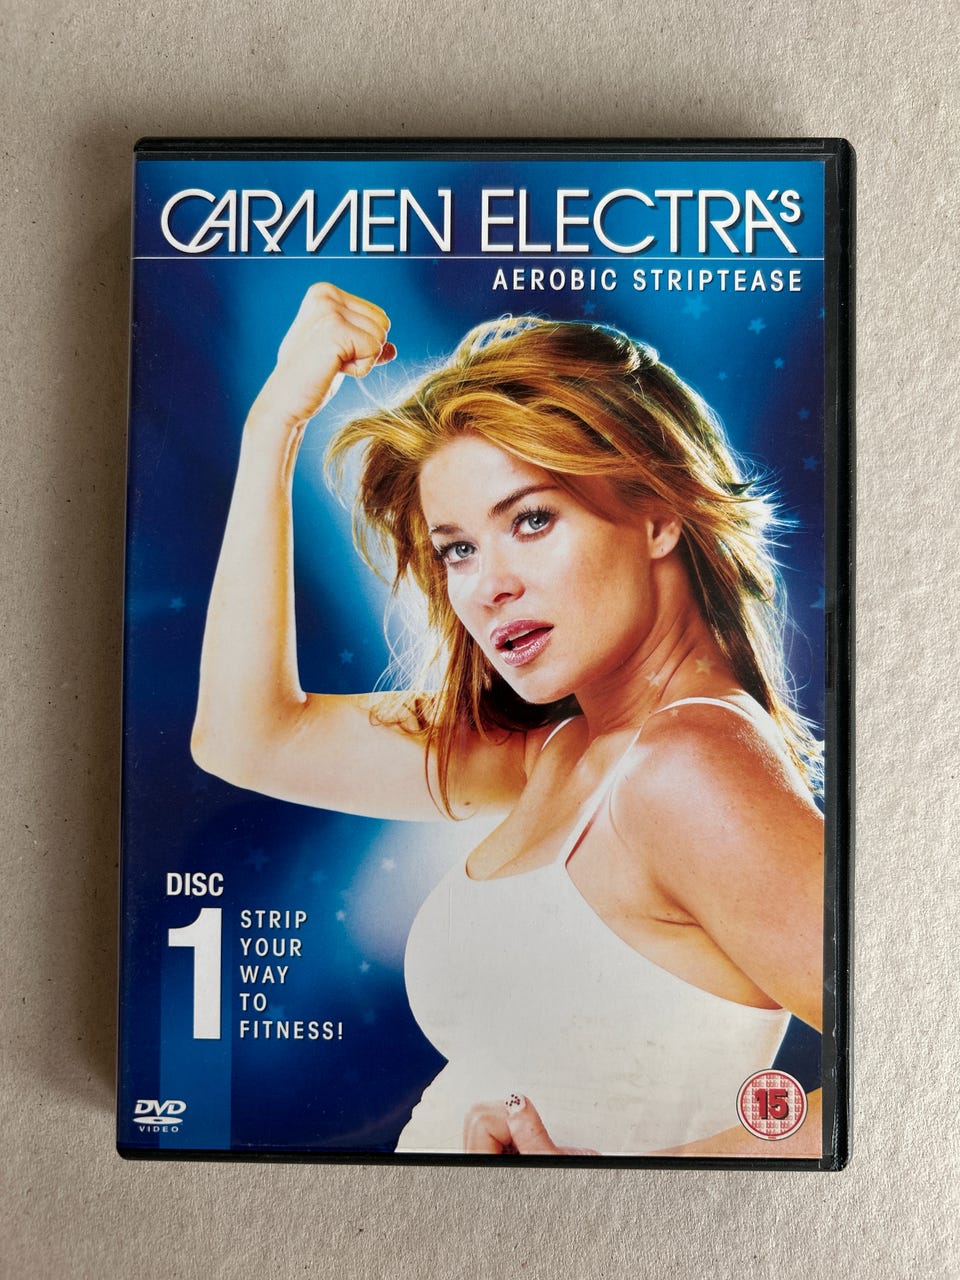 CARMEN ELECTRA'S
AEROBIC STRIPTEASE
DISC
1
STRIP
YOUR
WAY
TO
FITNESS!
DVD
VIDEO
15